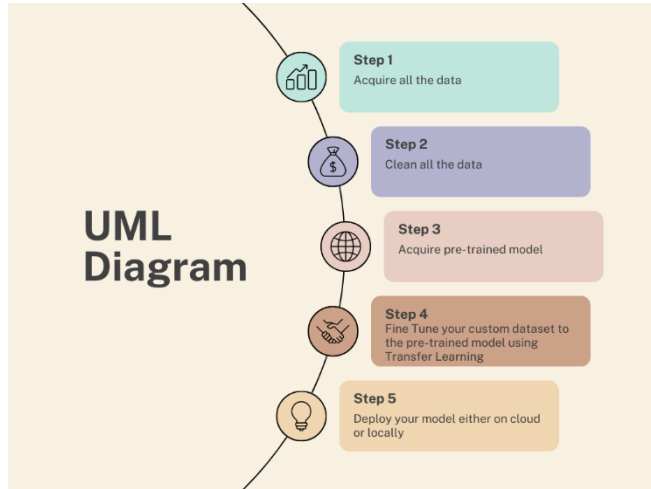 UML
Diagram
Step 1
Acquire all the data
Step 2
Clean all the data
$
Step 3
Acquire pre-trained model
Step 4
Fine Tune your custom dataset to
the pre-trained model using
Transfer Learning
Step 5
Deploy your model either on cloud
or locally